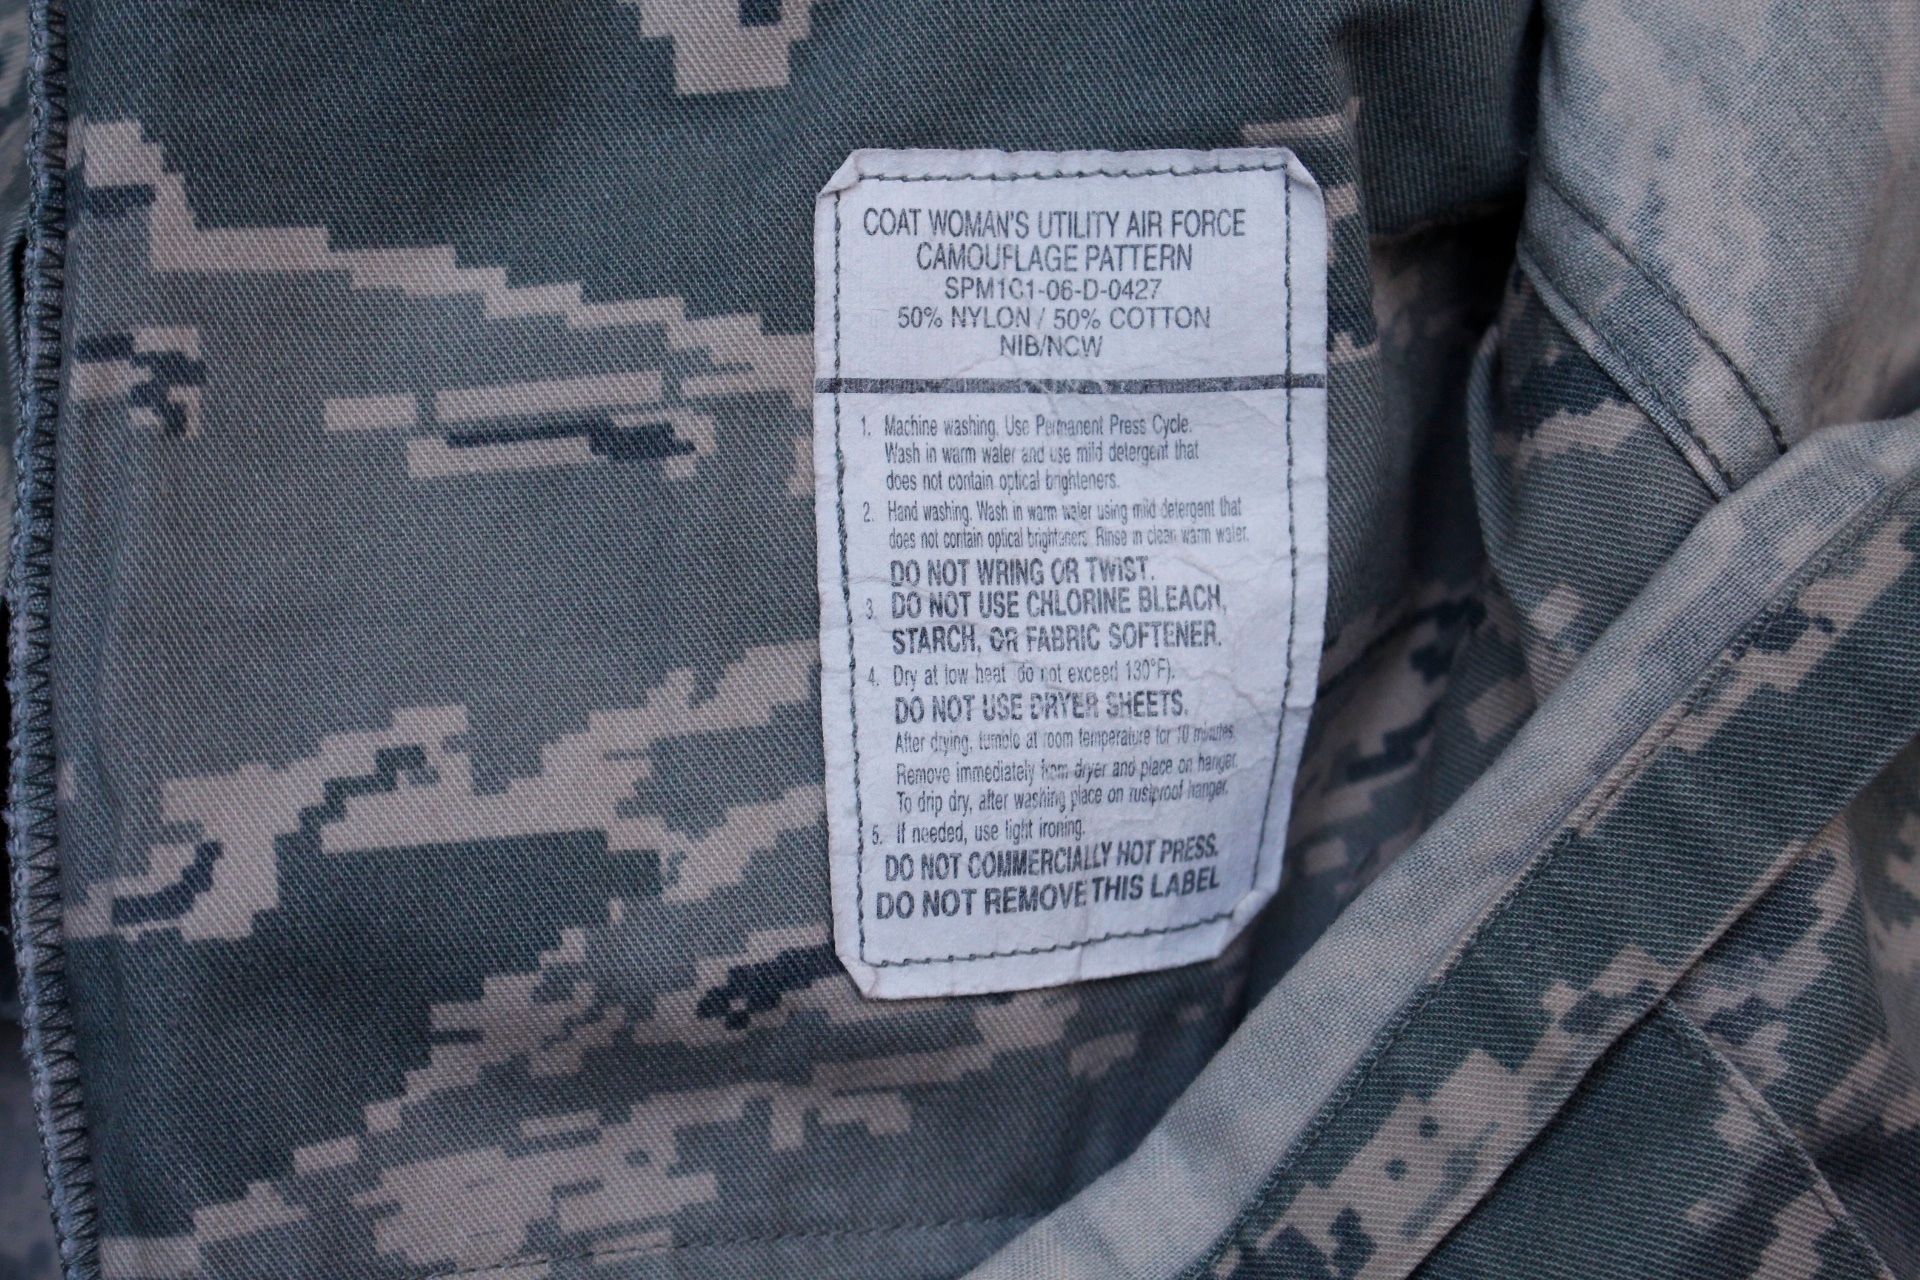 COAT WOMAN'S UTILITY AIR FORCE
CAMOUFLAGE PATTERN
SPM1C1-06-D-0427
50% NYLON / 50% COTTON
NIB/NCW
1. Machine washing. Use Permanent Press Cycle.
Wash in warm water and use mild detergent that
does not contain optical brighteners.
2. Hand washing. Wash in warm water using mild detergent that
does not contain optical brighteners. Rinse in clean warm water.
DO NOT WRING OR TWIST.
3. DO NOT USE CHLORINE BLEACH,
STARCH, OR FABRIC SOFTENER.
4. Dry at low heat do not exceed 130°F).
DO NOT USE DRYER SHEETS.
After drying, tumble at room temperature for 10 minutes.
Remove immediately from dryer and place on hanger.
To drip dry, after washing place on rustproof hanger.
5. If needed, use light ironing.
DO NOT COMMERCIALLY HOT PRESS.
DO NOT REMOVE THIS LABEL